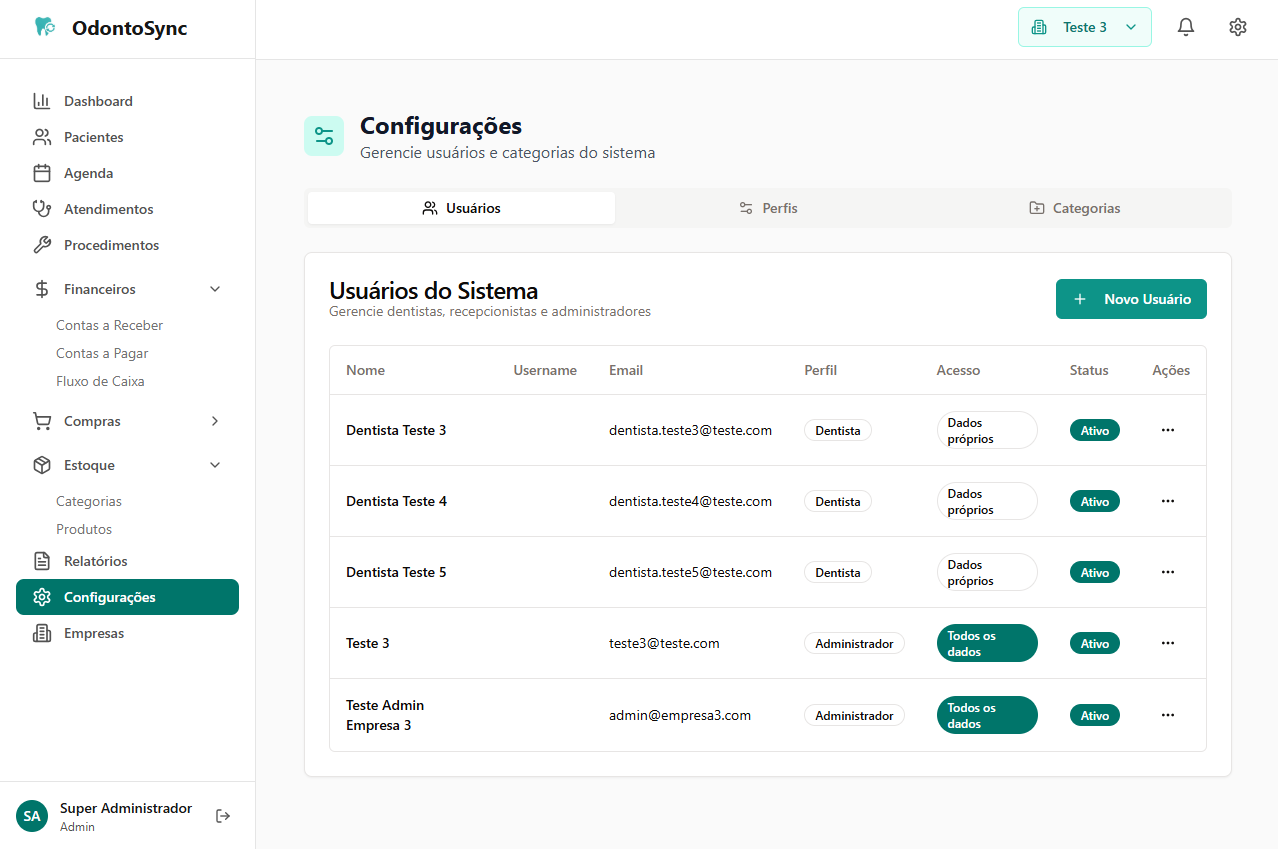 OdontoSync
Teste 3
Dashboard
Pacientes
Agenda
Atendimentos
Procedimentos
Financeiros
Contas a Receber
Contas a Pagar
Fluxo de Caixa
Compras
Estoque
Categorias
Produtos
Relatórios
Configurações
Empresas
SA
Super Administrador
Admin
Configurações
Gerencie usuários e categorias do sistema
Usuários Perfis Categorias
Usuários do Sistema
Gerencie dentistas, recepcionistas e administradores
+ Novo Usuário
Nome Username Email Perfil Acesso Status Ações
Dentista Teste 3 dentista.teste3@teste.com Dentista Dados próprios Ativo ...
Dentista Teste 4 dentista.teste4@teste.com Dentista Dados próprios Ativo ...
Dentista Teste 5 dentista.teste5@teste.com Dentista Dados próprios Ativo ...
Teste 3 teste3@teste.com Administrador Todos os dados Ativo ...
Teste Admin Empresa 3 admin@empresa3.com Administrador Todos os dados Ativo ...